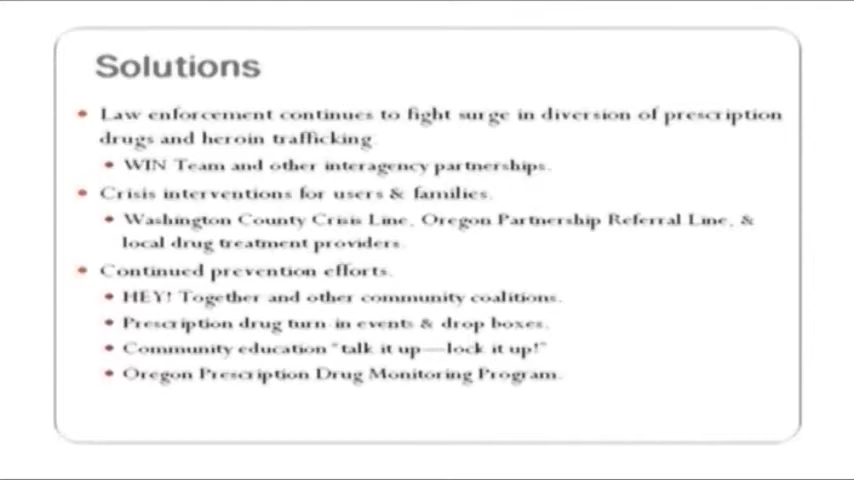 Solutions
• Law enforcement continues to fight surge in diversion of prescription
drugs and heroin trafficking
• WIN Team and other interagency partnerships.
• Crisis interventions for users & families.
• Washington County Crisis Line, Oregon Partnership Referral Line, &
local drug treatment providers.
• Continued prevention efforts.
• HEY! Together and other community coalitions.
• Prescription drug turn in events & drop boxes.
• Community education "talk it up—lock it up!"
• Oregon Prescription Drug Monitoring Program.